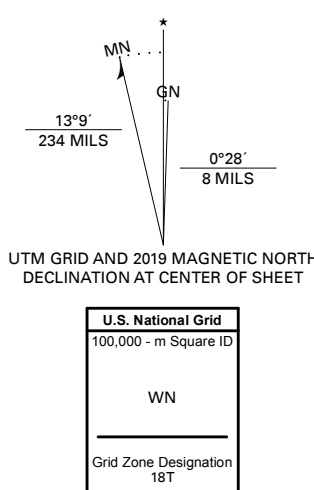 ★
MN
GN
13°9´
234 MILS
0°28´
8 MILS
UTM GRID AND 2019 MAGNETIC NORTH
DECLINATION AT CENTER OF SHEET
U.S. National Grid
100,000 - m Square ID
WN
Grid Zone Designation
18T